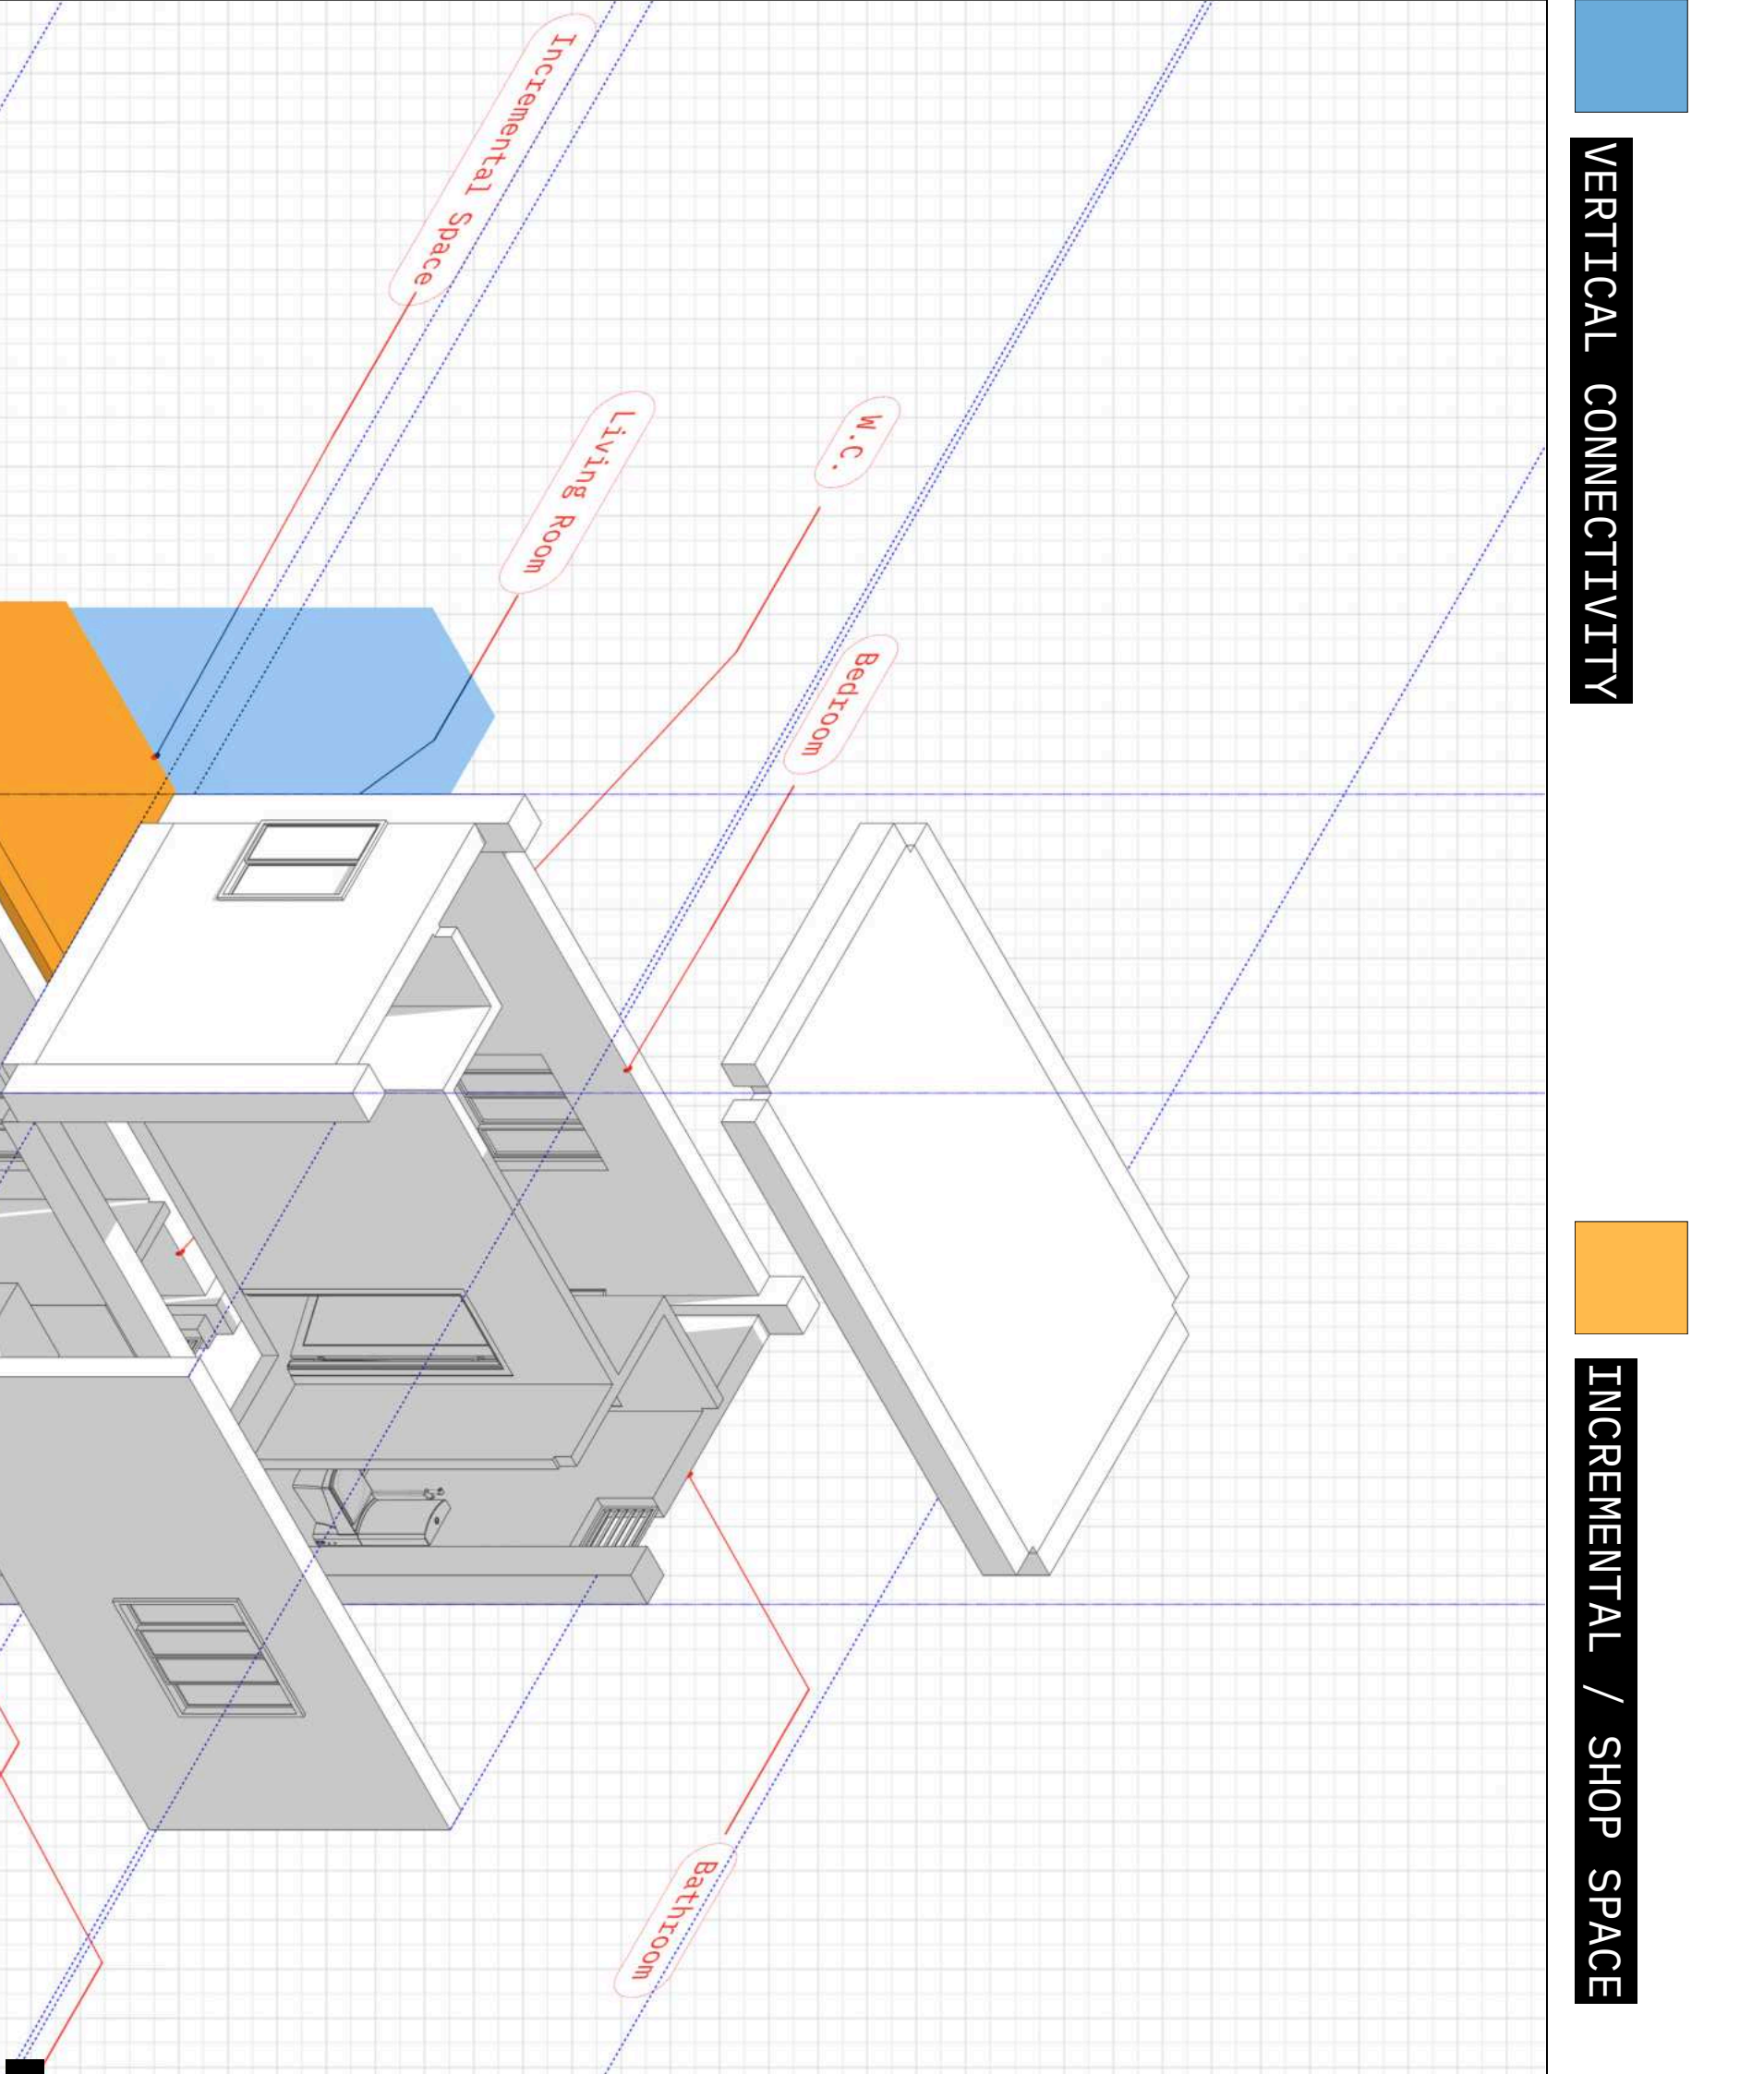 VERTICAL CONNECTIVITY
INCREMENTAL / SHOP SPACE
Incremental Space
Living Room
W.C.
Bedroom
Bathroom